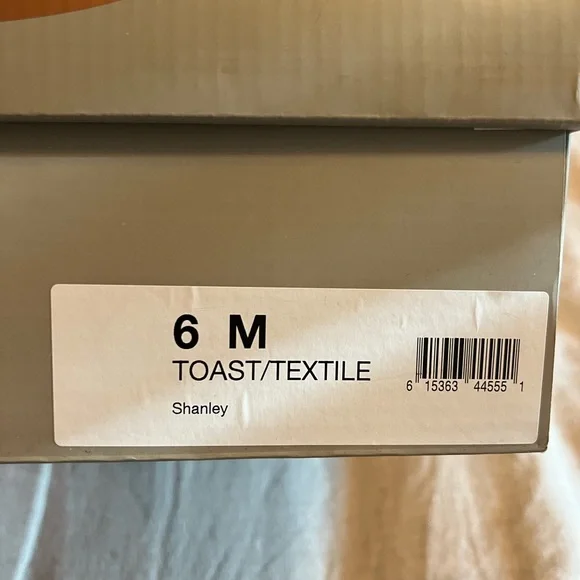 6 M
TOAST/TEXTILE
Shanley
6 15363 44555 1